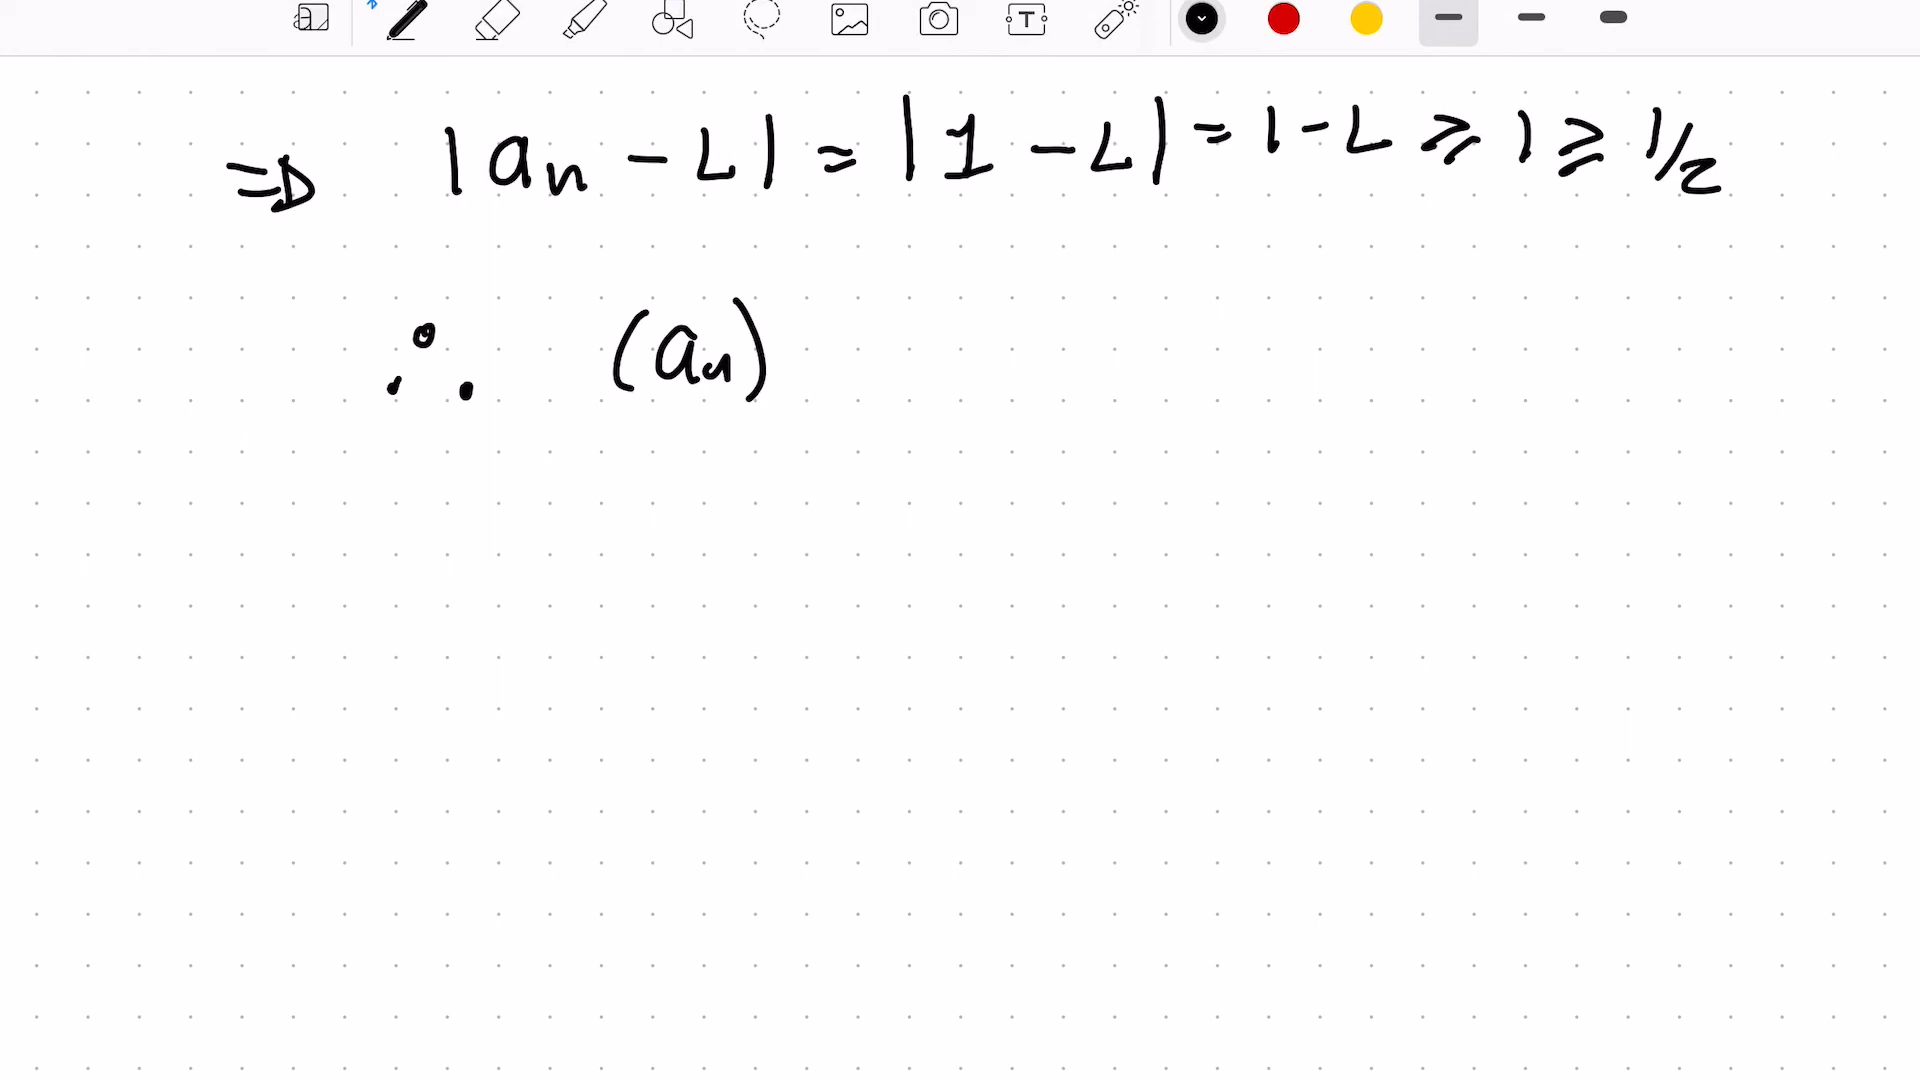 ⇒ |aₙ - L| = |1 - L| = 1 - L ⩾ 1 ⩾ 1/2
∴ (aₙ)